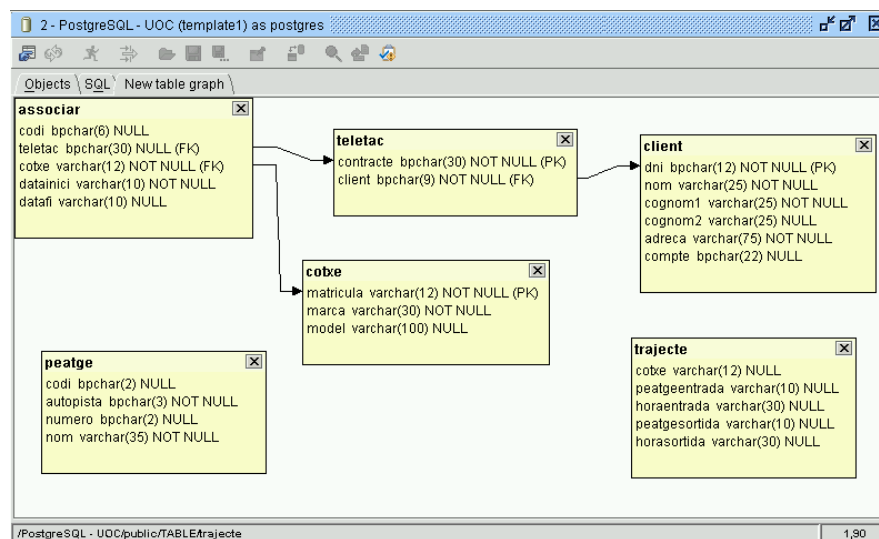 2 - PostgreSQL - UOC (template1) as postgres
Objects SQL New table graph
associar
codi bpchar(6) NULL
teletac bpchar(30) NULL (FK)
cotxe varchar(12) NOT NULL (FK)
datainici varchar(10) NOT NULL
datafi varchar(10) NULL
teletac
contracte bpchar(30) NOT NULL (PK)
client bpchar(9) NULL (FK)
client
dni bpchar(12) NOT NULL (PK)
nom varchar(25) NOT NULL
cognom1 varchar(25) NOT NULL
cognom2 varchar(25) NULL
adreca varchar(75) NOT NULL
compte bpchar(22) NULL
cotxe
matricula varchar(12) NOT NULL (PK)
marca varchar(30) NOT NULL
model varchar(100) NULL
peatge
codi bpchar(2) NULL
autopista bpchar(3) NOT NULL
numero bpchar(2) NULL
nom varchar(35) NOT NULL
trajecte
cotxe varchar(12) NULL
peatgeentrada varchar(10) NULL
horaentrada varchar(30) NULL
peatgesortida varchar(10) NULL
horasortida varchar(30) NULL
/PostgreSQL - UOC/public/TABLE/trajecte
1,90